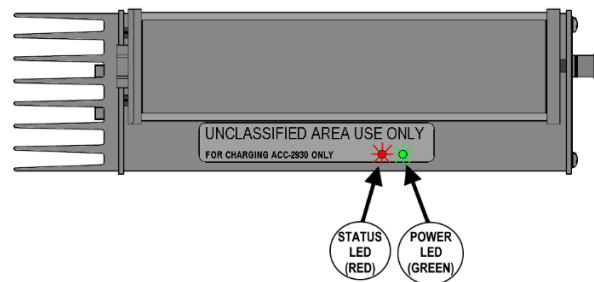 UNCLASSIFIED AREA USE ONLY
FOR CHARGING ACC-2930 ONLY
STATUS
LED
(RED)
POWER
LED
(GREEN)